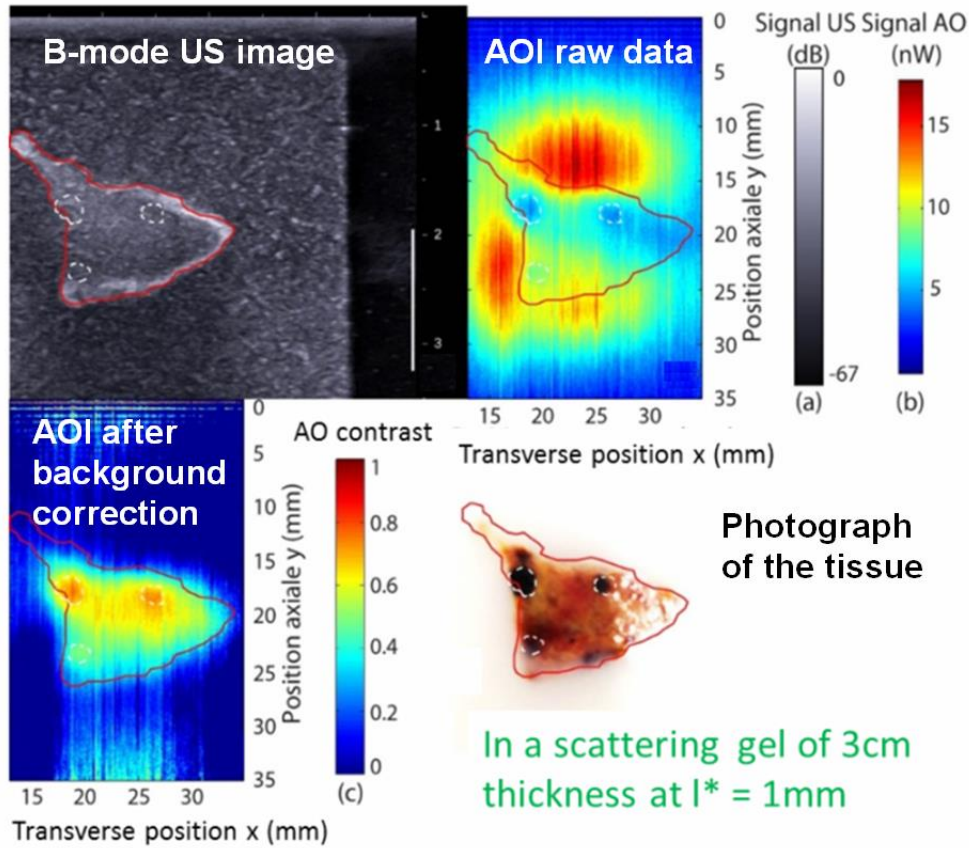 B-mode US image
1
2
3
AOI raw data
0
5
10
15
20
25
30
35
Position axiale y (mm)
15 20 25 30
Transverse position x (mm)
Signal US
(dB)
0
-67
(a)
Signal AO
(nW)
15
10
5
(b)
AOI after
background
correction
0
5
10
15
20
25
30
35
Position axiale y (mm)
15 20 25 30
Transverse position x (mm)
AO contrast
1
0.8
0.6
0.4
0.2
0
(c)
Photograph
of the tissue
In a scattering gel of 3cm
thickness at l* = 1mm